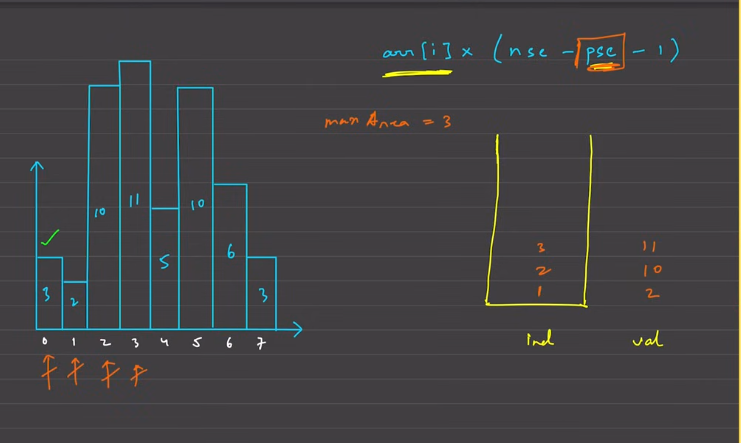 arr[i] x (nse - pse - 1)
max Area = 3
10
11
10
5
6
3
2
3
0 1 2 3 4 5 6 7
3 11
2 10
1 2
Ind val